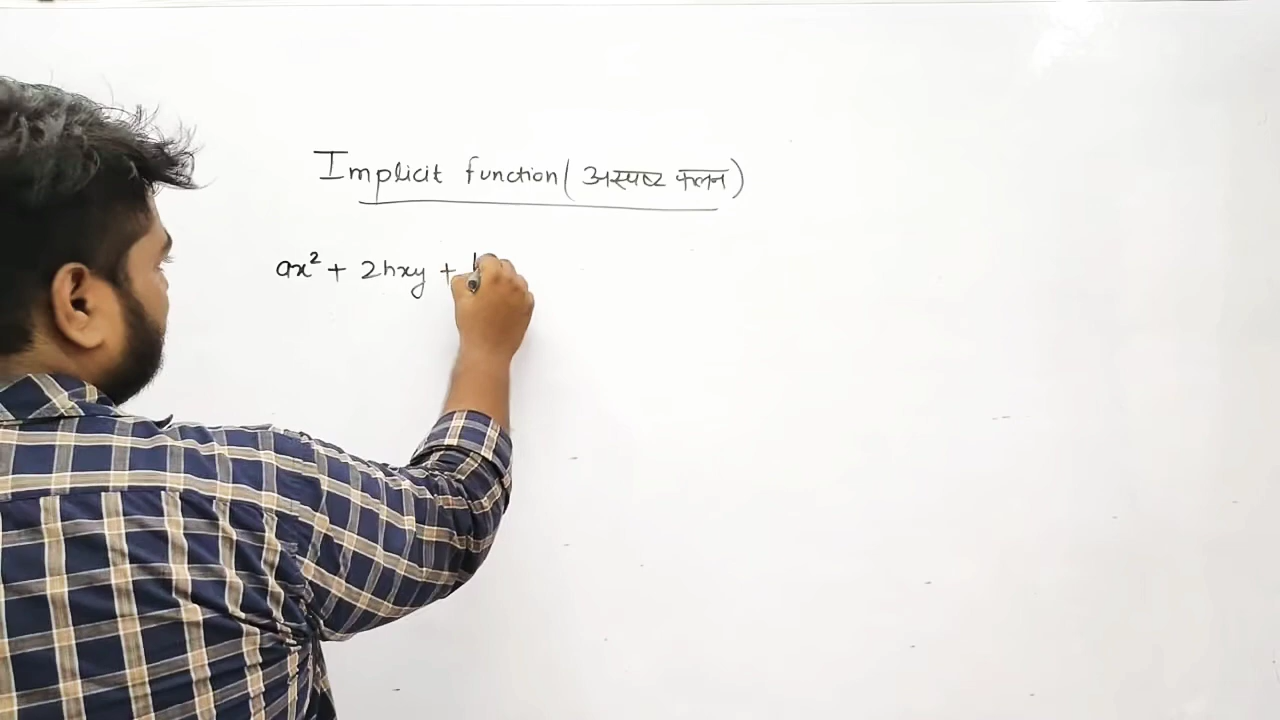 Implicit function (अस्पष्ट फलन)
ax² + 2hxy +